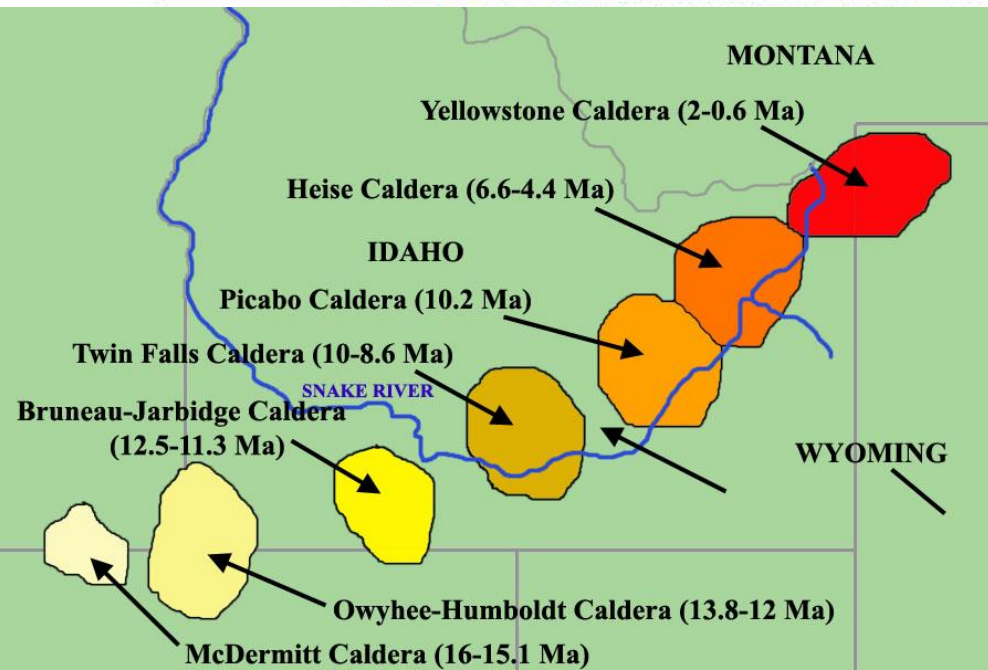 MONTANA
Yellowstone Caldera (2-0.6 Ma)
Heise Caldera (6.6-4.4 Ma)
IDAHO
Picabo Caldera (10.2 Ma)
Twin Falls Caldera (10-8.6 Ma)
SNAKE RIVER
Bruneau-Jarbidge Caldera
(12.5-11.3 Ma)
WYOMING
Owyhee-Humboldt Caldera (13.8-12 Ma)
McDermitt Caldera (16-15.1 Ma)